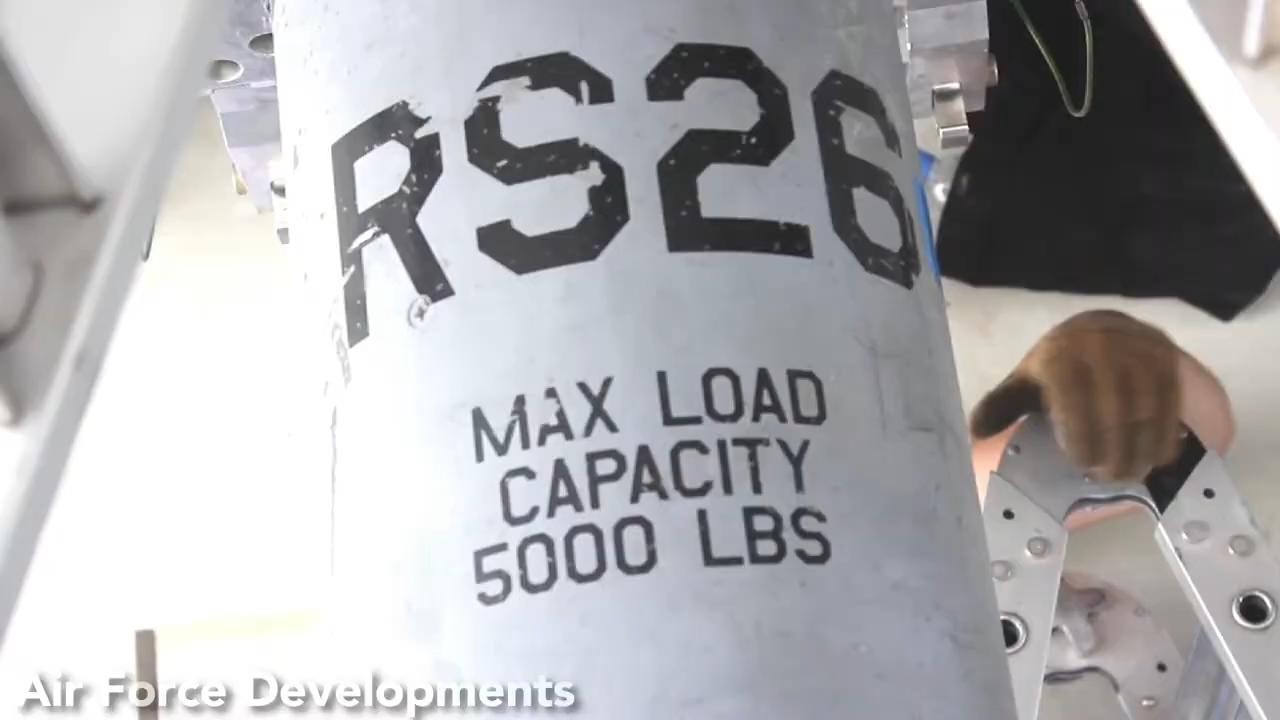 RS26
MAX LOAD
CAPACITY
5000 LBS
Air Force Developments